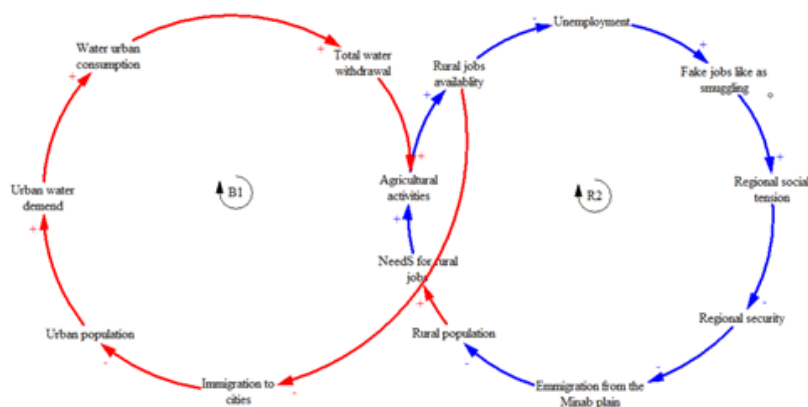 Water urban
consumption
Total water
withdrawal
Rural jobs
availablity
Unemployment
Fake jobs like as
smuggling
Agricultural
activities
Regional social
tension
Urban water
demend
B1
R2
NeedS for rural
jobs
Regional security
Urban population
Rural population
Immigration to
cities
Emmigration from the
Minab plain
+
+
+
+
+
+
+
+
+
+
-
-
-
-
-
-